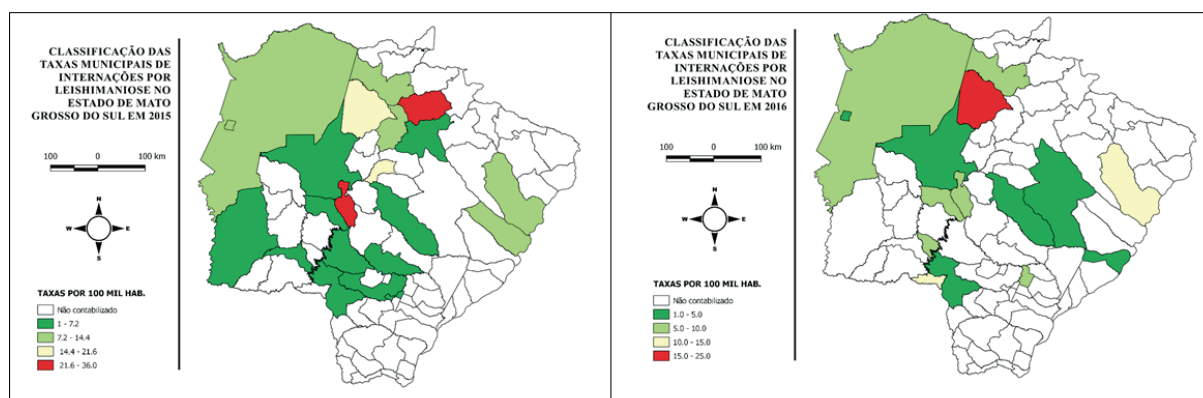 CLASSIFICAÇÃO DAS
TAXAS MUNICIPAIS DE
INTERNAÇÕES POR
LEISHIMANIOSE NO
ESTADO DE MATO
GROSSO DO SUL EM 2015
100 0 100 km
N
W E
S
TAXAS POR 100 MIL HAB.
Não contabilizado
1 - 7.2
7.2 - 14.4
14.4 - 21.6
21.6 - 36.0
CLASSIFICAÇÃO DAS
TAXAS MUNICIPAIS DE
INTERNAÇÕES POR
LEISHIMANIOSE NO
ESTADO DE MATO
GROSSO DO SUL EM 2016
100 0 100 km
N
W E
S
TAXAS POR 100 MIL HAB.
Não contabilizado
1.0 - 5.0
5.0 - 10.0
10.0 - 15.0
15.0 - 25.0